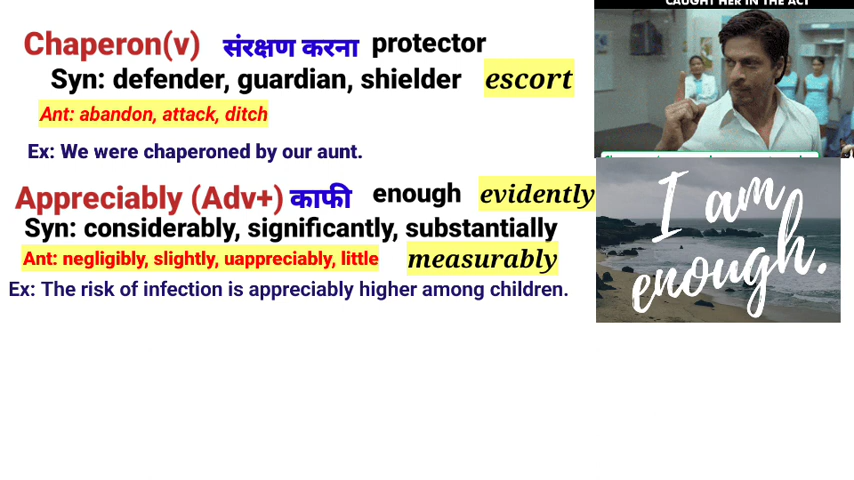 CAUGHT HER IN THE ACT
Chaperon(v) संरक्षण करना protector
Syn: defender, guardian, shielder escort
Ant: abandon, attack, ditch
Ex: We were chaperoned by our aunt.
Appreciably (Adv+) काफी enough evidently
Syn: considerably, significantly, substantially
Ant: negligibly, slightly, uappreciably, little measurably
Ex: The risk of infection is appreciably higher among children.
I am
enough.